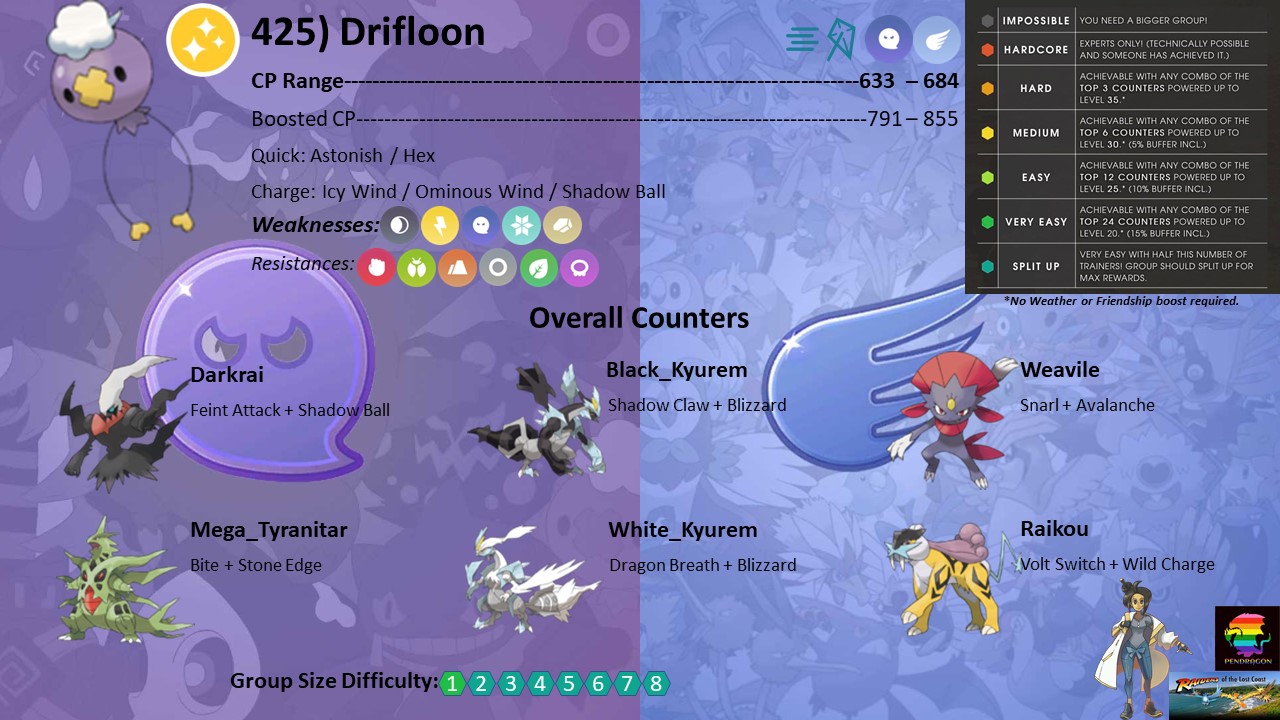 425) Drifloon
CP Range---633 – 684
Boosted CP---791 – 855
Quick: Astonish / Hex
Charge: Icy Wind / Ominous Wind / Shadow Ball
Weaknesses:
Resistances:
IMPOSSIBLE YOU NEED A BIGGER GROUP!
HARDCORE EXPERTS ONLY! (TECHNICALLY POSSIBLE
AND SOMEONE HAS ACHIEVED IT.)
HARD ACHIEVABLE WITH ANY COMBO OF THE
TOP 3 COUNTERS POWERED UP TO
LEVEL 35.*
MEDIUM ACHIEVABLE WITH ANY COMBO OF THE
TOP 6 COUNTERS POWERED UP TO
LEVEL 30.* (5% BUFFER INCL.)
EASY ACHIEVABLE WITH ANY COMBO OF THE
TOP 12 COUNTERS POWERED UP TO
LEVEL 25.* (10% BUFFER INCL.)
VERY EASY ACHIEVABLE WITH ANY COMBO OF THE
TOP 24 COUNTERS POWERED UP TO
LEVEL 20.* (15% BUFFER INCL.)
SPLIT UP VERY EASY WITH HALF THIS NUMBER OF
TRAINERS! GROUP SHOULD SPLIT UP FOR
MAX REWARDS.
*No Weather or Friendship boost required.
Overall Counters
Darkrai
Feint Attack + Shadow Ball
Black_Kyurem
Shadow Claw + Blizzard
Weavile
Snarl + Avalanche
Mega_Tyranitar
Bite + Stone Edge
White_Kyurem
Dragon Breath + Blizzard
Raikou
Volt Switch + Wild Charge
Group Size Difficulty: 1 2 3 4 5 6 7 8
PENDRAGON
RAIDERS of the Lost Coast